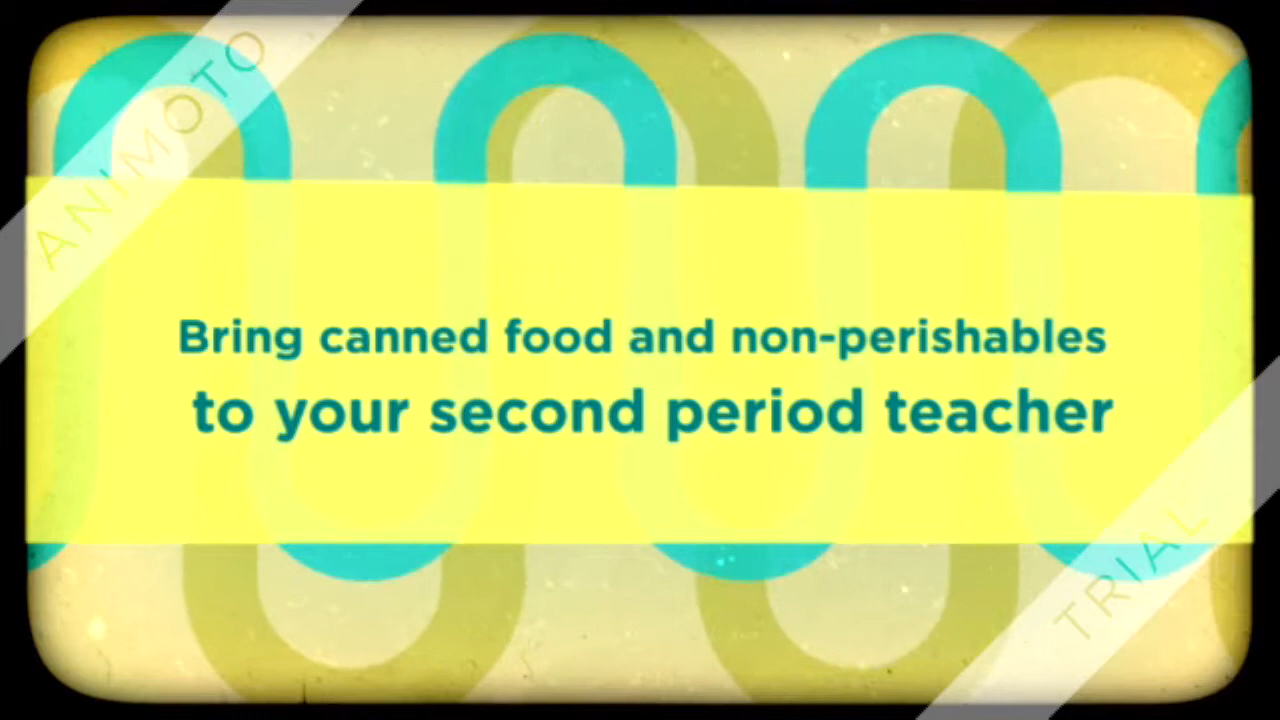 ANIMOTO
Bring canned food and non-perishables
to your second period teacher
TRIAL